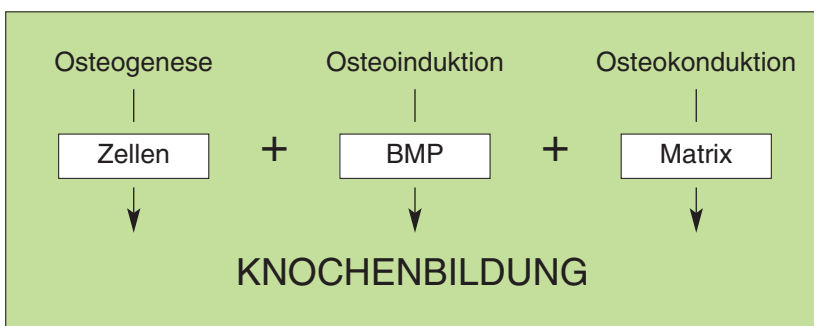 Osteogenese Osteoinduktion Osteokonduktion
Zellen + BMP + Matrix
KNOCHENBILDUNG